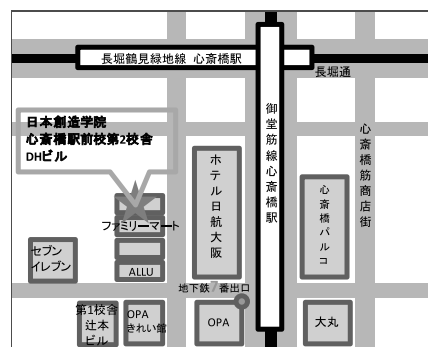 長堀鶴見緑地線 心斎橋駅
長堀通
日本創造学院
心斎橋駅前校第2校舎
DHビル
御堂筋線心斎橋駅
心斎橋筋商店街
ホテル日航大阪
心斎橋パルコ
ファミリーマート
セブン
イレブン
ALLU
地下鉄7番出口
第1校舎
辻本
ビル
OPA
きれい館
OPA
大丸